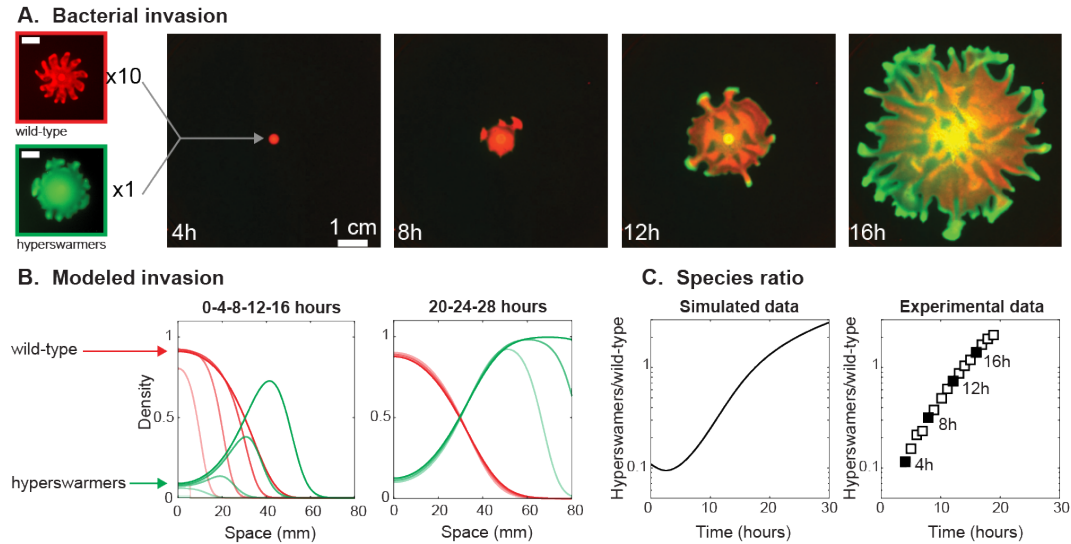 A. Bacterial invasion
x10
wild-type
x1
hyperswarmers
4h
1 cm
8h
12h
16h
B. Modeled invasion
0-4-8-12-16 hours
20-24-28 hours
wild-type
hyperswarmers
Density
1
0.5
0
0 20 40 60 80
Space (mm)
1
0.5
0
0 20 40 60 80
Space (mm)
C. Species ratio
Simulated data
Hyperswarmers/wild-type
1
0.1
0 10 20 30
Time (hours)
Experimental data
Hyperswarmers/wild-type
1
0.1
4h
8h
12h
16h
0 10 20 30
Time (hours)